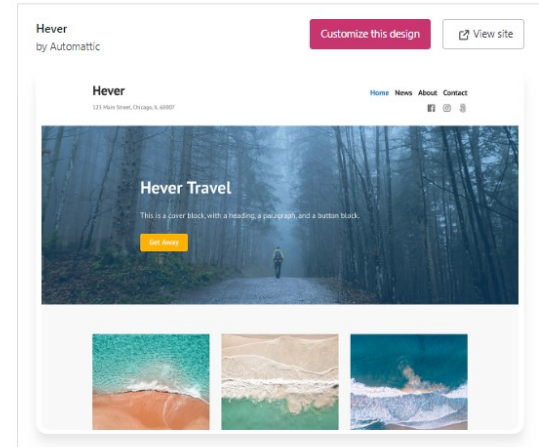 Hever
by Automattic
Customize this design
View site
Hever
123 Main Street, Chicago, IL 60007
Home News About Contact
Hever Travel
This is a cover block, with a heading, a paragraph, and a button block.
Get Away